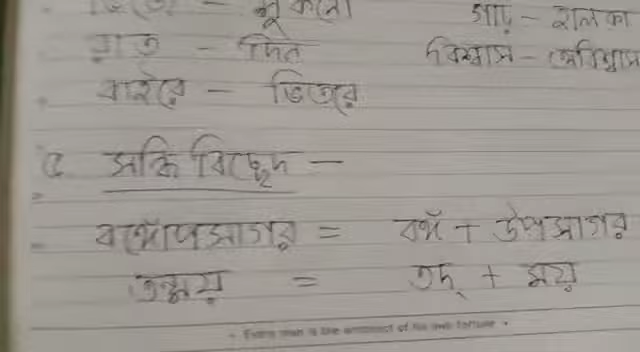 ভিজে - শুকনো গাঢ় - হালকা
রাত - দিন বিশ্বাস - অবিশ্বাস
বাইরে - ভিতরে
৫ সন্ধি বিচ্ছেদ -
বঙ্গোপসাগর = বঙ্গ + উপসাগর
তন্ময় = তদ্ + ময়
Every man is the architect of his own fortune